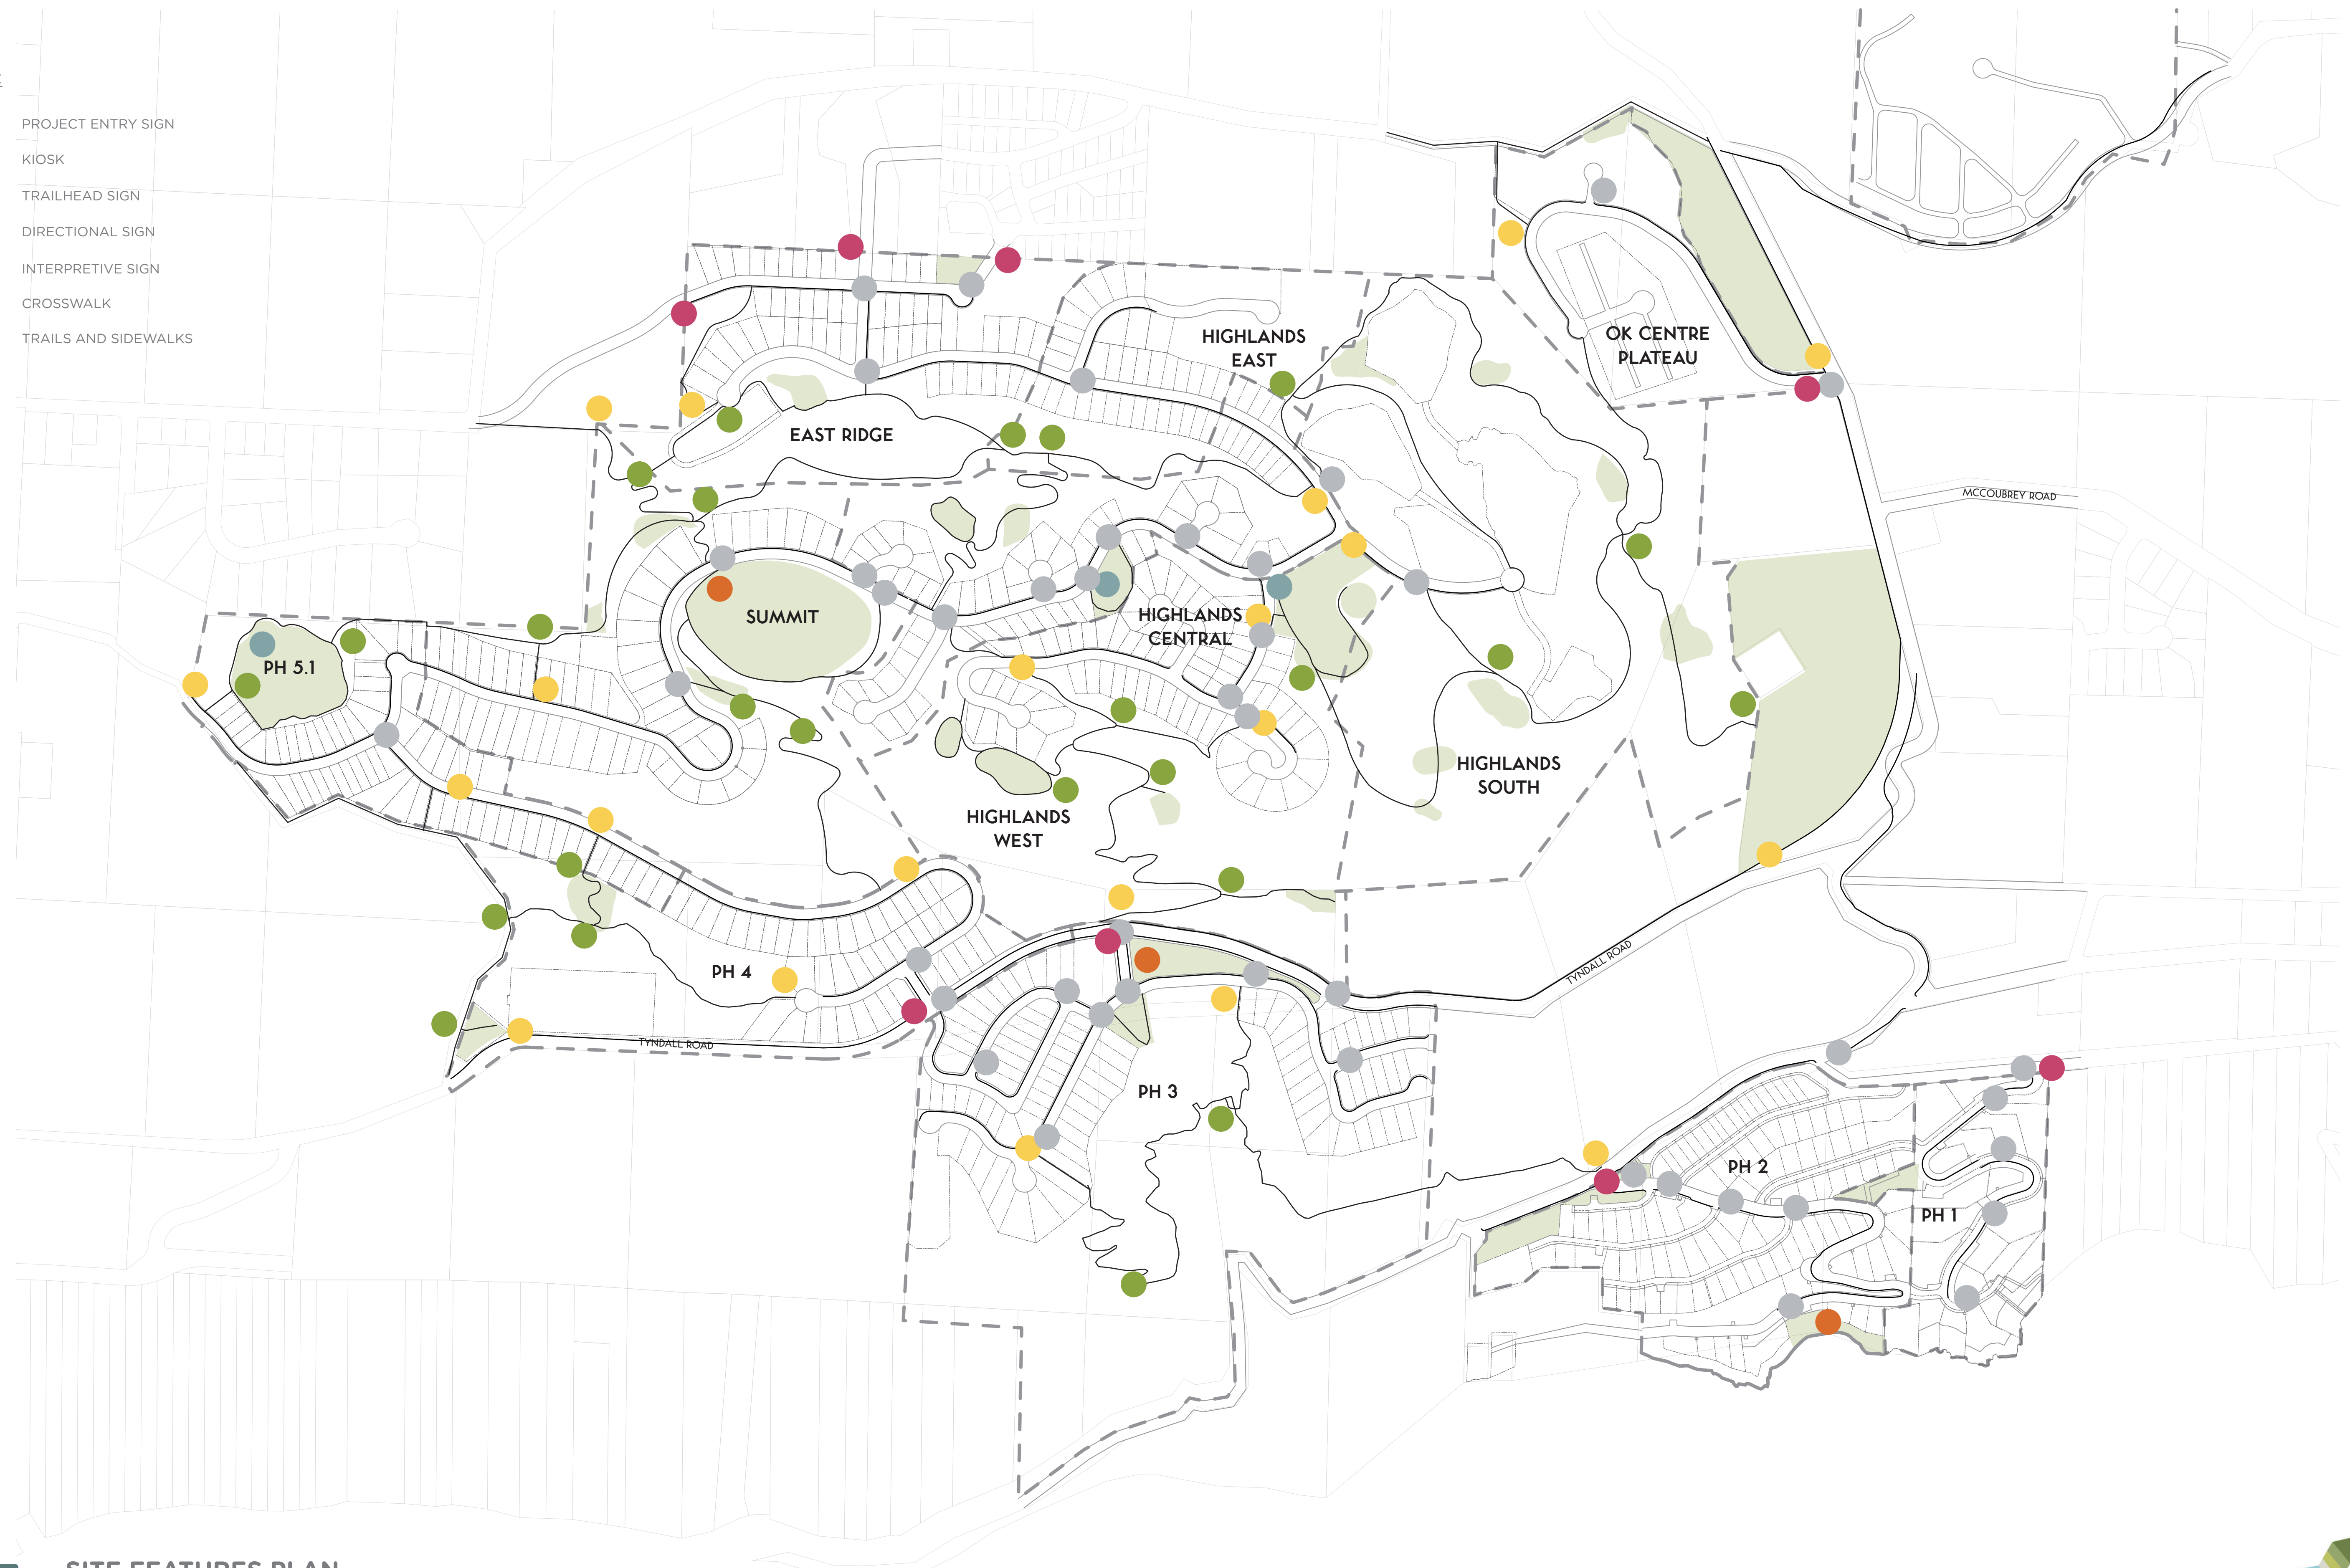 PROJECT ENTRY SIGN
KIOSK
TRAILHEAD SIGN
DIRECTIONAL SIGN
INTERPRETIVE SIGN
CROSSWALK
TRAILS AND SIDEWALKS
HIGHLANDS
EAST
OK CENTRE
PLATEAU
EAST RIDGE
MCCOUBREY ROAD
SUMMIT
HIGHLANDS
CENTRAL
PH 5.1
HIGHLANDS
SOUTH
HIGHLANDS
WEST
TYNDALL ROAD
PH 4
TYNDALL ROAD
PH 3
PH 2
PH 1
SITE FEATURES PLAN